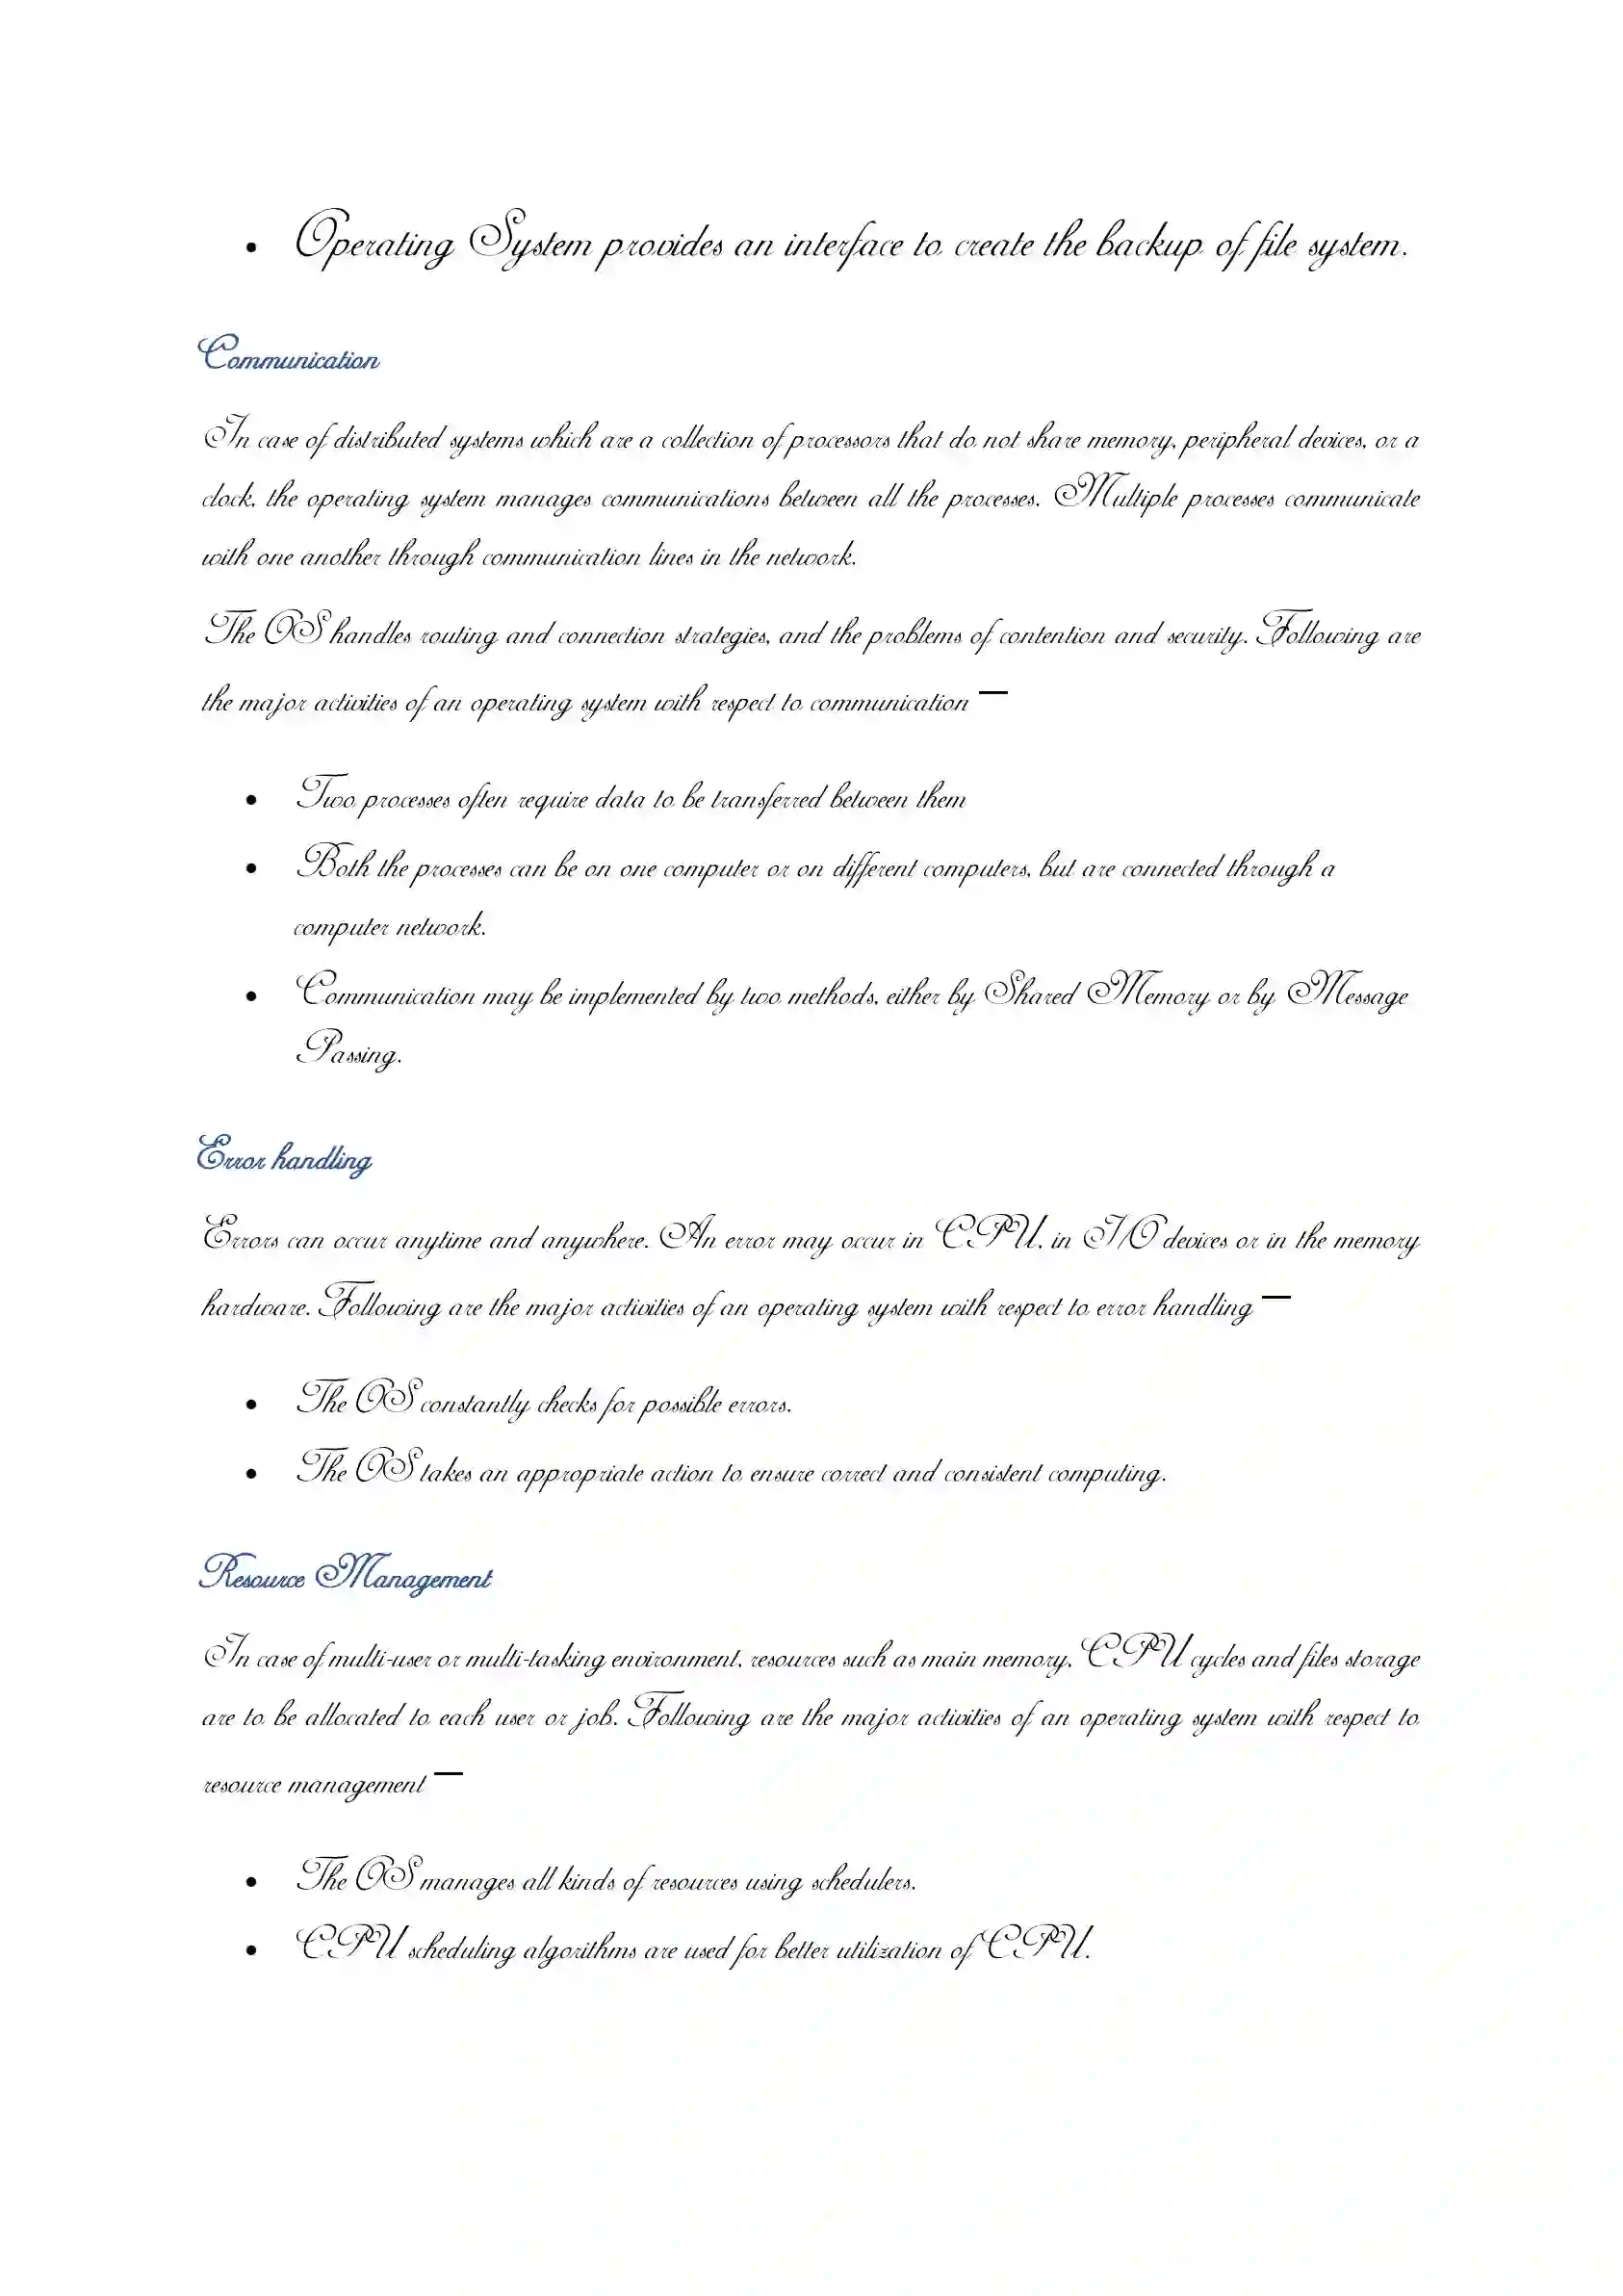 • Operating System provides an interface to create the backup of file system.
Communication
In case of distributed systems which are a collection of processors that do not share memory, peripheral devices, or a
clock, the operating system manages communications between all the processes. Multiple processes communicate
with one another through communication lines in the network.
The OS handles routing and connection strategies, and the problems of contention and security. Following are
the major activities of an operating system with respect to communication −
• Two processes often require data to be transferred between them
• Both the processes can be on one computer or on different computers, but are connected through a
computer network.
• Communication may be implemented by two methods, either by Shared Memory or by Message
Passing.
Error handling
Errors can occur anytime and anywhere. An error may occur in CPU, in I/O devices or in the memory
hardware. Following are the major activities of an operating system with respect to error handling −
• The OS constantly checks for possible errors.
• The OS takes an appropriate action to ensure correct and consistent computing.
Resource Management
In case of multi-user or multi-tasking environment, resources such as main memory, CPU cycles and files storage
are to be allocated to each user or job. Following are the major activities of an operating system with respect to
resource management −
• The OS manages all kinds of resources using schedulers.
• CPU scheduling algorithms are used for better utilization of CPU.